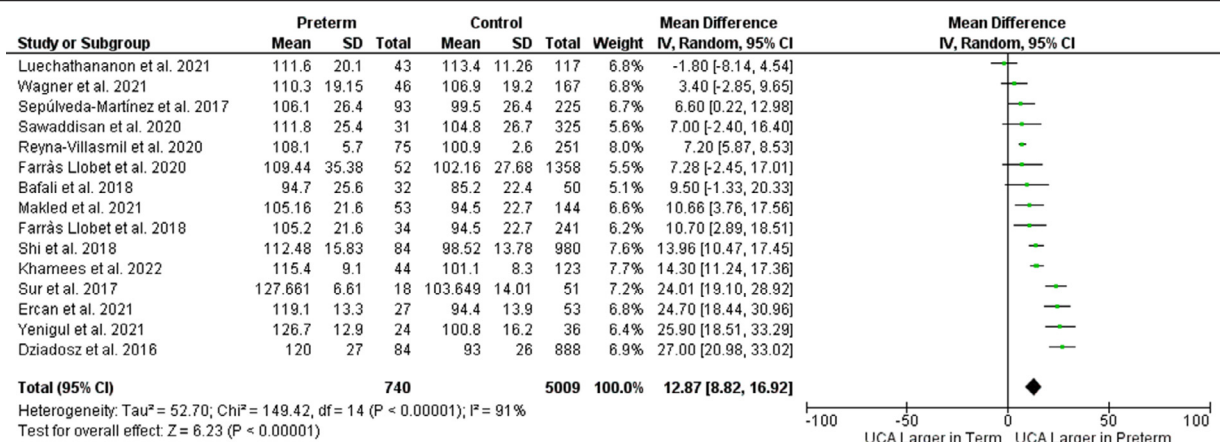 Preterm Control Mean Difference Mean Difference
Study or Subgroup Mean SD Total Mean SD Total Weight IV, Random, 95% CI IV, Random, 95% CI
Luechathananon et al. 2021 111.6 20.1 43 113.4 11.26 117 6.8% -1.80 [-8.14, 4.54]
Wagner et al. 2021 110.3 19.15 46 106.9 19.2 167 6.8% 3.40 [-2.85, 9.65]
Sepúlveda-Martínez et al. 2017 106.1 26.4 93 99.5 26.4 225 6.7% 6.60 [0.22, 12.98]
Sawaddisan et al. 2020 111.8 25.4 31 104.8 26.7 325 5.6% 7.00 [-2.40, 16.40]
Reyna-Villasmil et al. 2020 108.1 5.7 75 100.9 2.6 251 8.0% 7.20 [5.87, 8.53]
Farràs Llobet et al. 2020 109.44 35.38 52 102.16 27.68 1358 5.5% 7.28 [-2.45, 17.01]
Bafali et al. 2018 94.7 25.6 32 85.2 22.4 50 5.1% 9.50 [-1.33, 20.33]
Makled et al. 2021 105.16 21.6 53 94.5 22.7 144 6.6% 10.66 [3.76, 17.56]
Farràs Llobet et al. 2018 105.2 21.6 34 94.5 22.7 241 6.3% 10.70 [2.89, 18.51]
Shi et al. 2018 112.48 15.83 84 98.52 13.78 980 7.6% 13.96 [10.47, 17.45]
Khamees et al. 2022 115.4 9.1 44 101.1 8.3 123 7.7% 14.30 [11.24, 17.36]
Sur et al. 2017 127.661 6.61 18 103.649 14.01 51 7.2% 24.01 [19.10, 28.92]
Ercan et al. 2021 119.1 13.3 27 94.4 13.9 53 6.8% 24.70 [18.44, 30.96]
Yenigul et al. 2021 126.7 12.9 24 100.8 16.2 36 6.4% 25.90 [18.51, 33.29]
Dziadosz et al. 2016 120 27 84 93 26 888 6.9% 27.00 [20.98, 33.02]
Total (95% CI) 740 5009 100.0% 12.87 [8.82, 16.92]
Heterogeneity: Tau² = 52.70; Chi² = 149.42, df = 14 (P < 0.00001); I² = 91%
Test for overall effect: Z = 6.23 (P < 0.00001)
-100 -50 0 50 100
UCA Larger in Term UCA Larger in Preterm